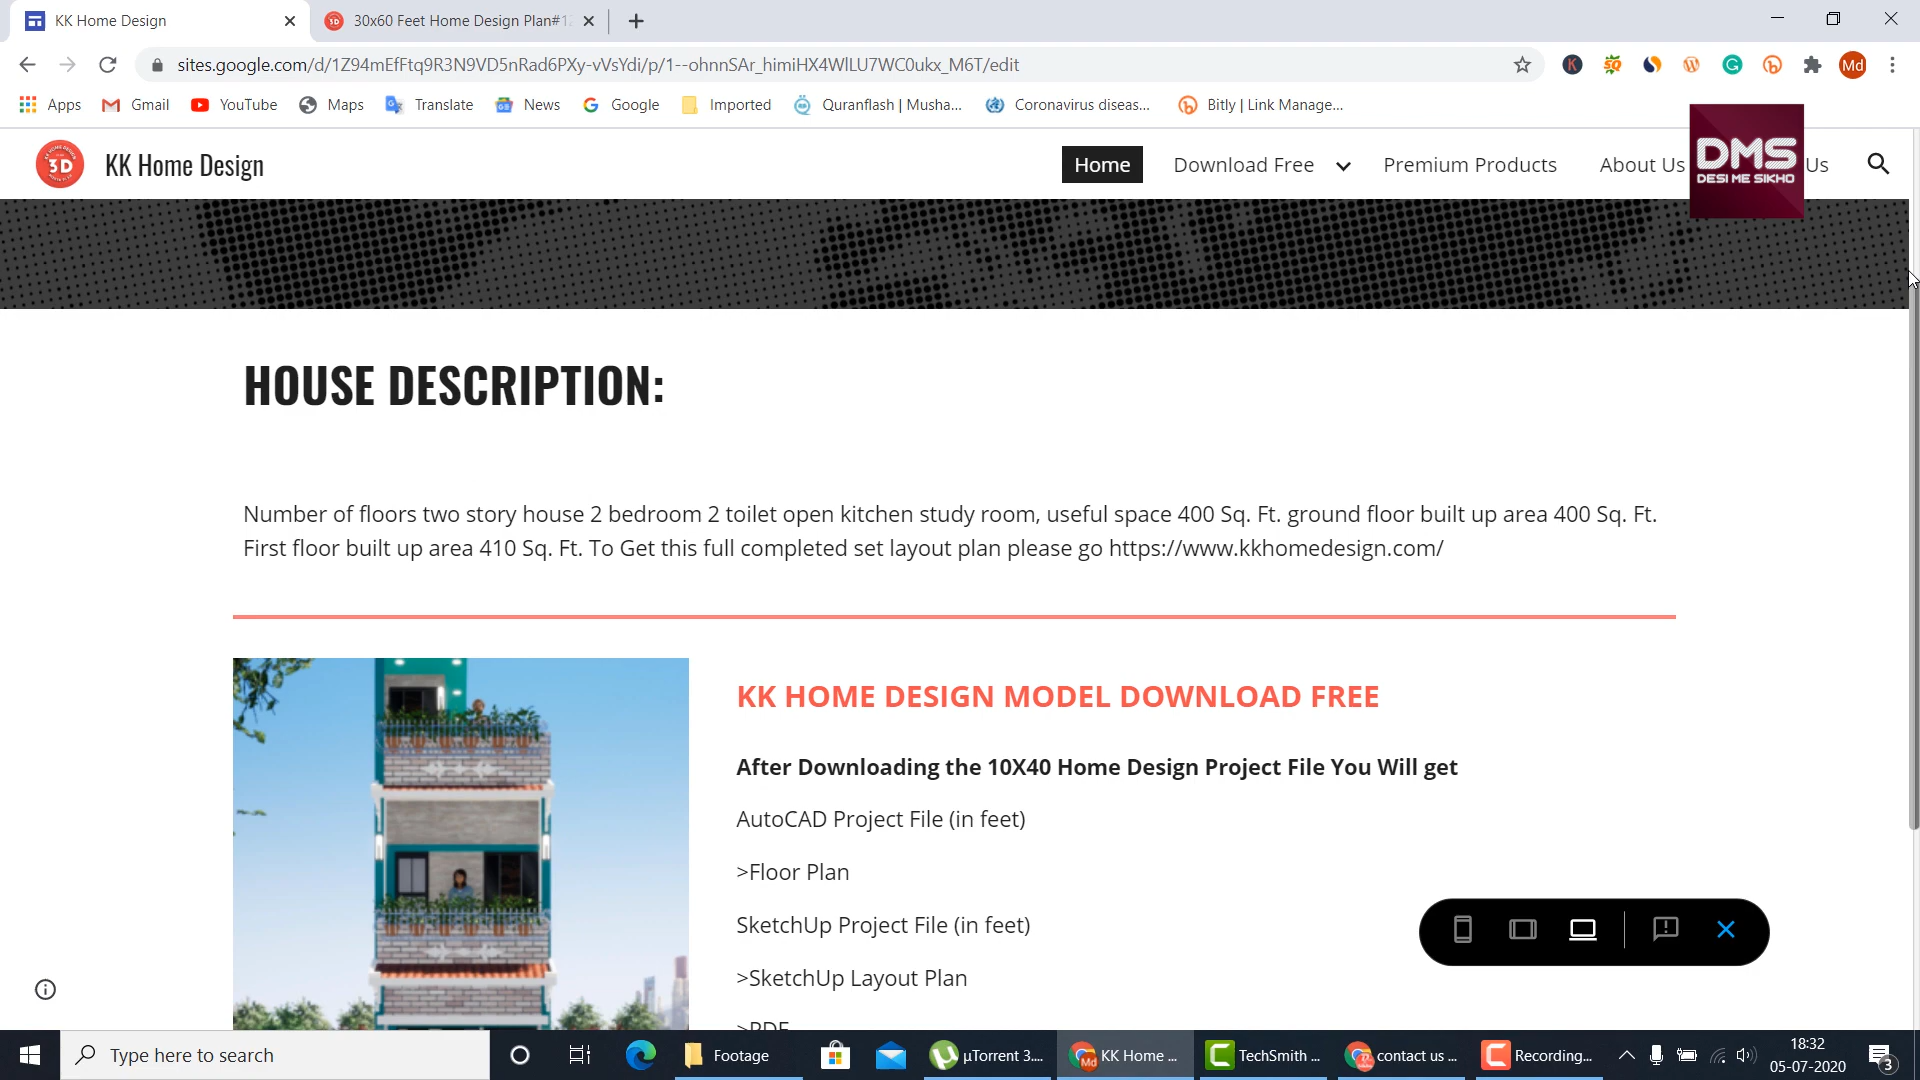 KK Home Design
30x60 Feet Home Design Plan#1
sites.google.com/d/1Z94mEfFtq9R3N9VD5nRad6PXy-vVsYdi/p/1--ohnnSAr_himiHX4WlLU7WC0ukx_M6T/edit
Md
Apps
Gmail
YouTube
Maps
Translate
News
Google
Imported
Quranflash | Musha...
Coronavirus diseas...
Bitly | Link Manage...
3D
KK Home Design
Home
Download Free
Premium Products
About Us
DMS
DESI ME SIKHO
Us
HOUSE DESCRIPTION:
Number of floors two story house 2 bedroom 2 toilet open kitchen study room, useful space 400 Sq. Ft. ground floor built up area 400 Sq. Ft.
First floor built up area 410 Sq. Ft. To Get this full completed set layout plan please go https://www.kkhomedesign.com/
KK HOME DESIGN MODEL DOWNLOAD FREE
After Downloading the 10X40 Home Design Project File You Will get
AutoCAD Project File (in feet)
>Floor Plan
SketchUp Project File (in feet)
>SketchUp Layout Plan
>PDF
Type here to search
Footage
µTorrent 3....
KK Home ...
TechSmith ...
contact us ...
Recording...
18:32
05-07-2020
3